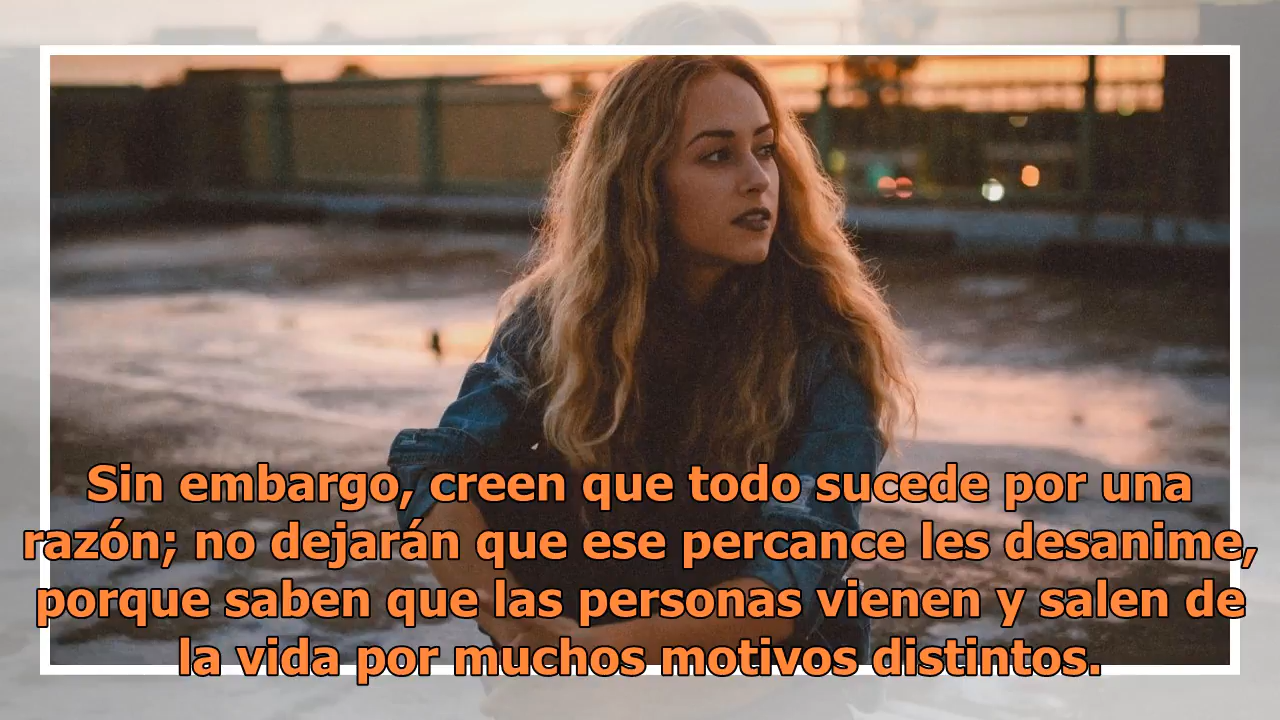 Sin embargo, creen que todo sucede por una
razón; no dejarán que ese percance les desanime,
porque saben que las personas vienen y salen de
la vida por muchos motivos distintos.